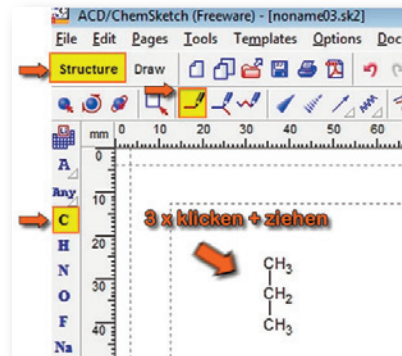 ACD/ChemSketch (Freeware) - [noname03.sk2]
File Edit Pages Tools Templates Options Doc
Structure Draw
mm 0 10 20 30 40 50 60
0
A
Any
10
C
3 x klicken + ziehen
H
20
N
CH3
O
30
CH2
F
CH3
40
Na